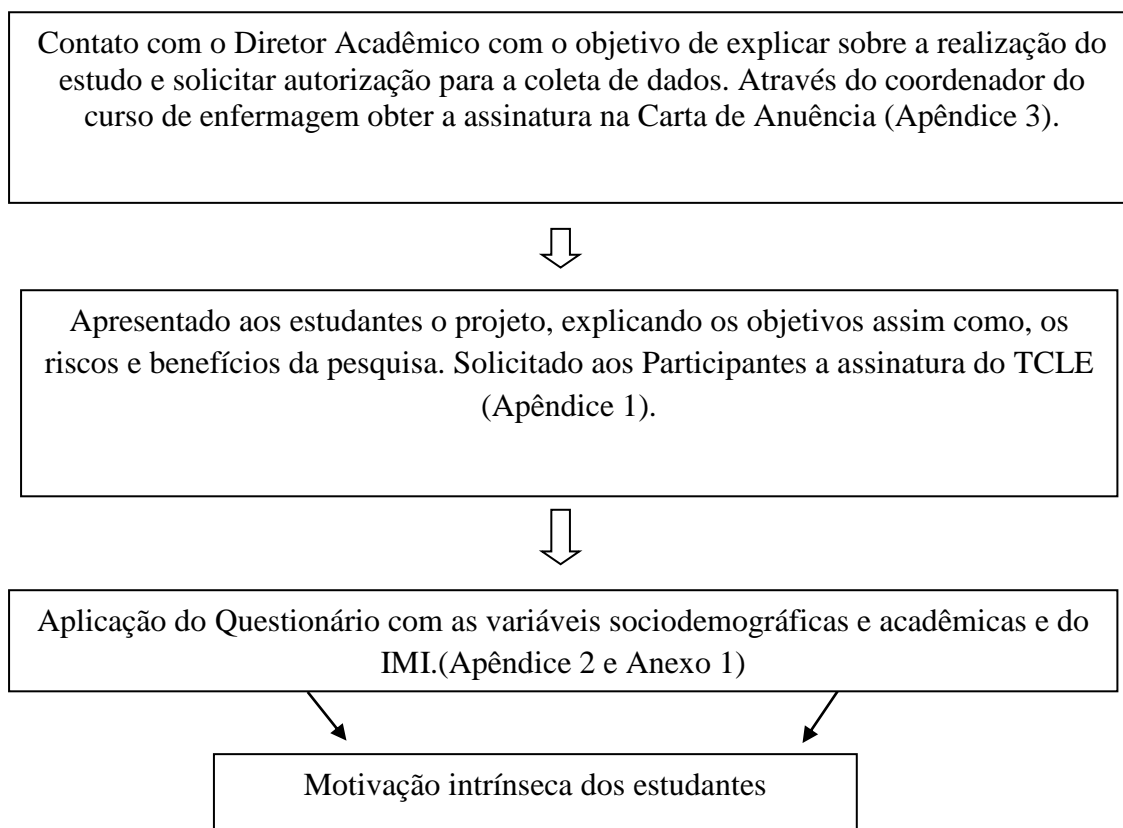 Contato com o Diretor Acadêmico com o objetivo de explicar sobre a realização do
estudo e solicitar autorização para a coleta de dados. Através do coordenador do
curso de enfermagem obter a assinatura na Carta de Anuência (Apêndice 3).
Apresentado aos estudantes o projeto, explicando os objetivos assim como, os
riscos e benefícios da pesquisa. Solicitado aos Participantes a assinatura do TCLE
(Apêndice 1).
Aplicação do Questionário com as variáveis sociodemográficas e acadêmicas e do
IMI.(Apêndice 2 e Anexo 1)
Motivação intrínseca dos estudantes